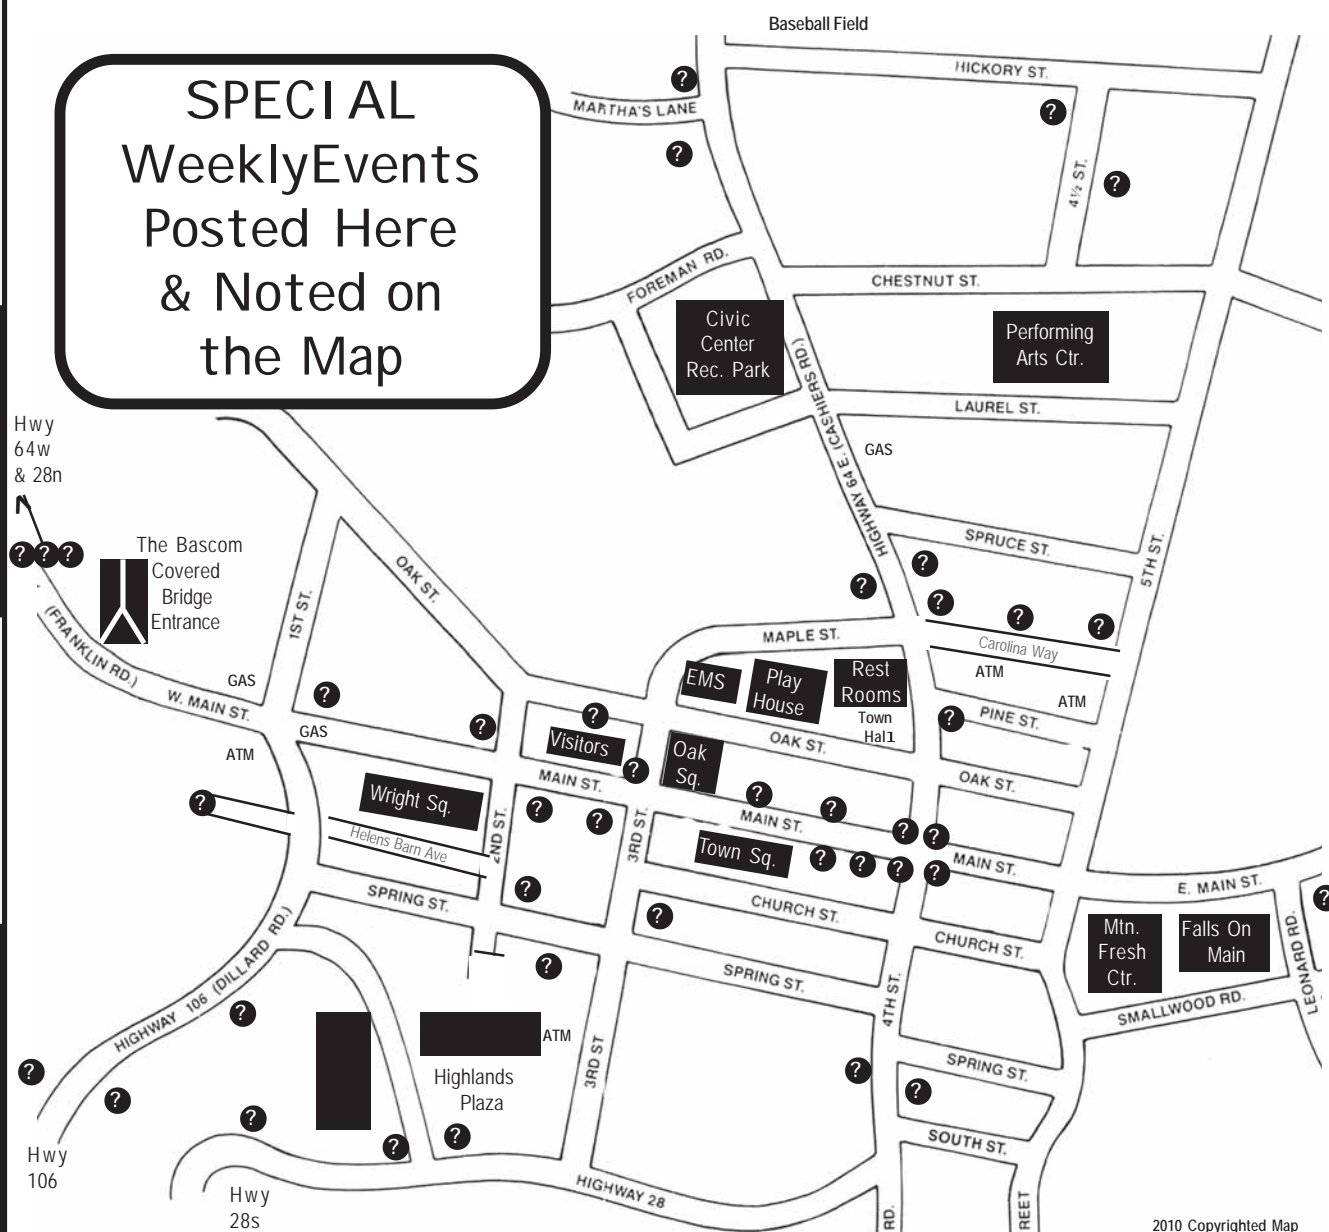 Baseball Field
SPECIAL
WeeklyEvents
Posted Here
& Noted on
the Map
HICKORY ST.
MARTHA'S LANE
4½ ST.
FOREMAN RD.
CHESTNUT ST.
Civic
Center
Rec. Park
Performing
Arts Ctr.
HIGHWAY 64 E. (CASHIERS RD.)
LAUREL ST.
GAS
Hwy
64w
& 28n
SPRUCE ST.
5TH ST.
The Bascom
Covered
Bridge
Entrance
OAK ST.
1ST ST.
(FRANKLIN RD.)
W. MAIN ST.
GAS
GAS
ATM
MAPLE ST.
Carolina Way
ATM
ATM
EMS
Play
House
Rest
Rooms
Town
Hall
PINE ST.
Visitors
OAK ST.
Oak
Sq.
OAK ST.
MAIN ST.
Wright Sq.
MAIN ST.
Helens Barn Ave
2ND ST.
3RD ST.
Town Sq.
MAIN ST.
E. MAIN ST.
SPRING ST.
CHURCH ST.
CHURCH ST.
Mtn.
Fresh
Ctr.
Falls On
Main
LEONARD RD.
SPRING ST.
4TH ST.
SMALLWOOD RD.
HIGHWAY 106 (DILLARD RD.)
ATM
Highlands
Plaza
3RD ST
SPRING ST.
SOUTH ST.
Hwy
106
Hwy
28s
HIGHWAY 28
RD.
REET
2010 Copyrighted Map
? ? ? ? ? ? ? ? ? ? ? ? ? ? ? ? ? ? ? ? ? ? ? ? ? ? ? ? ? ? ? ? ? ? ? ? ? ? ? ? ?